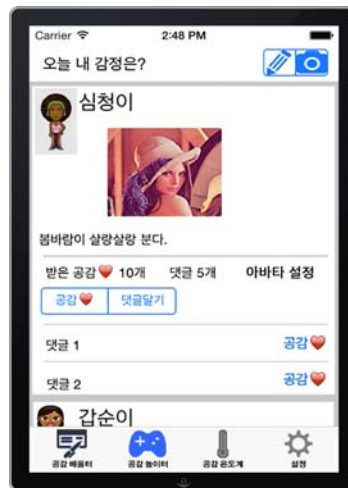 Carrier 2:48 PM
오늘 내 감정은?
심청이
봄바람이 살랑살랑 분다.
받은 공감 10개 댓글 5개 아바타 설정
공감 댓글달기
댓글 1 공감
댓글 2 공감
갑순이
공감 배움터 공감 놀이터 공감 온도계 설정